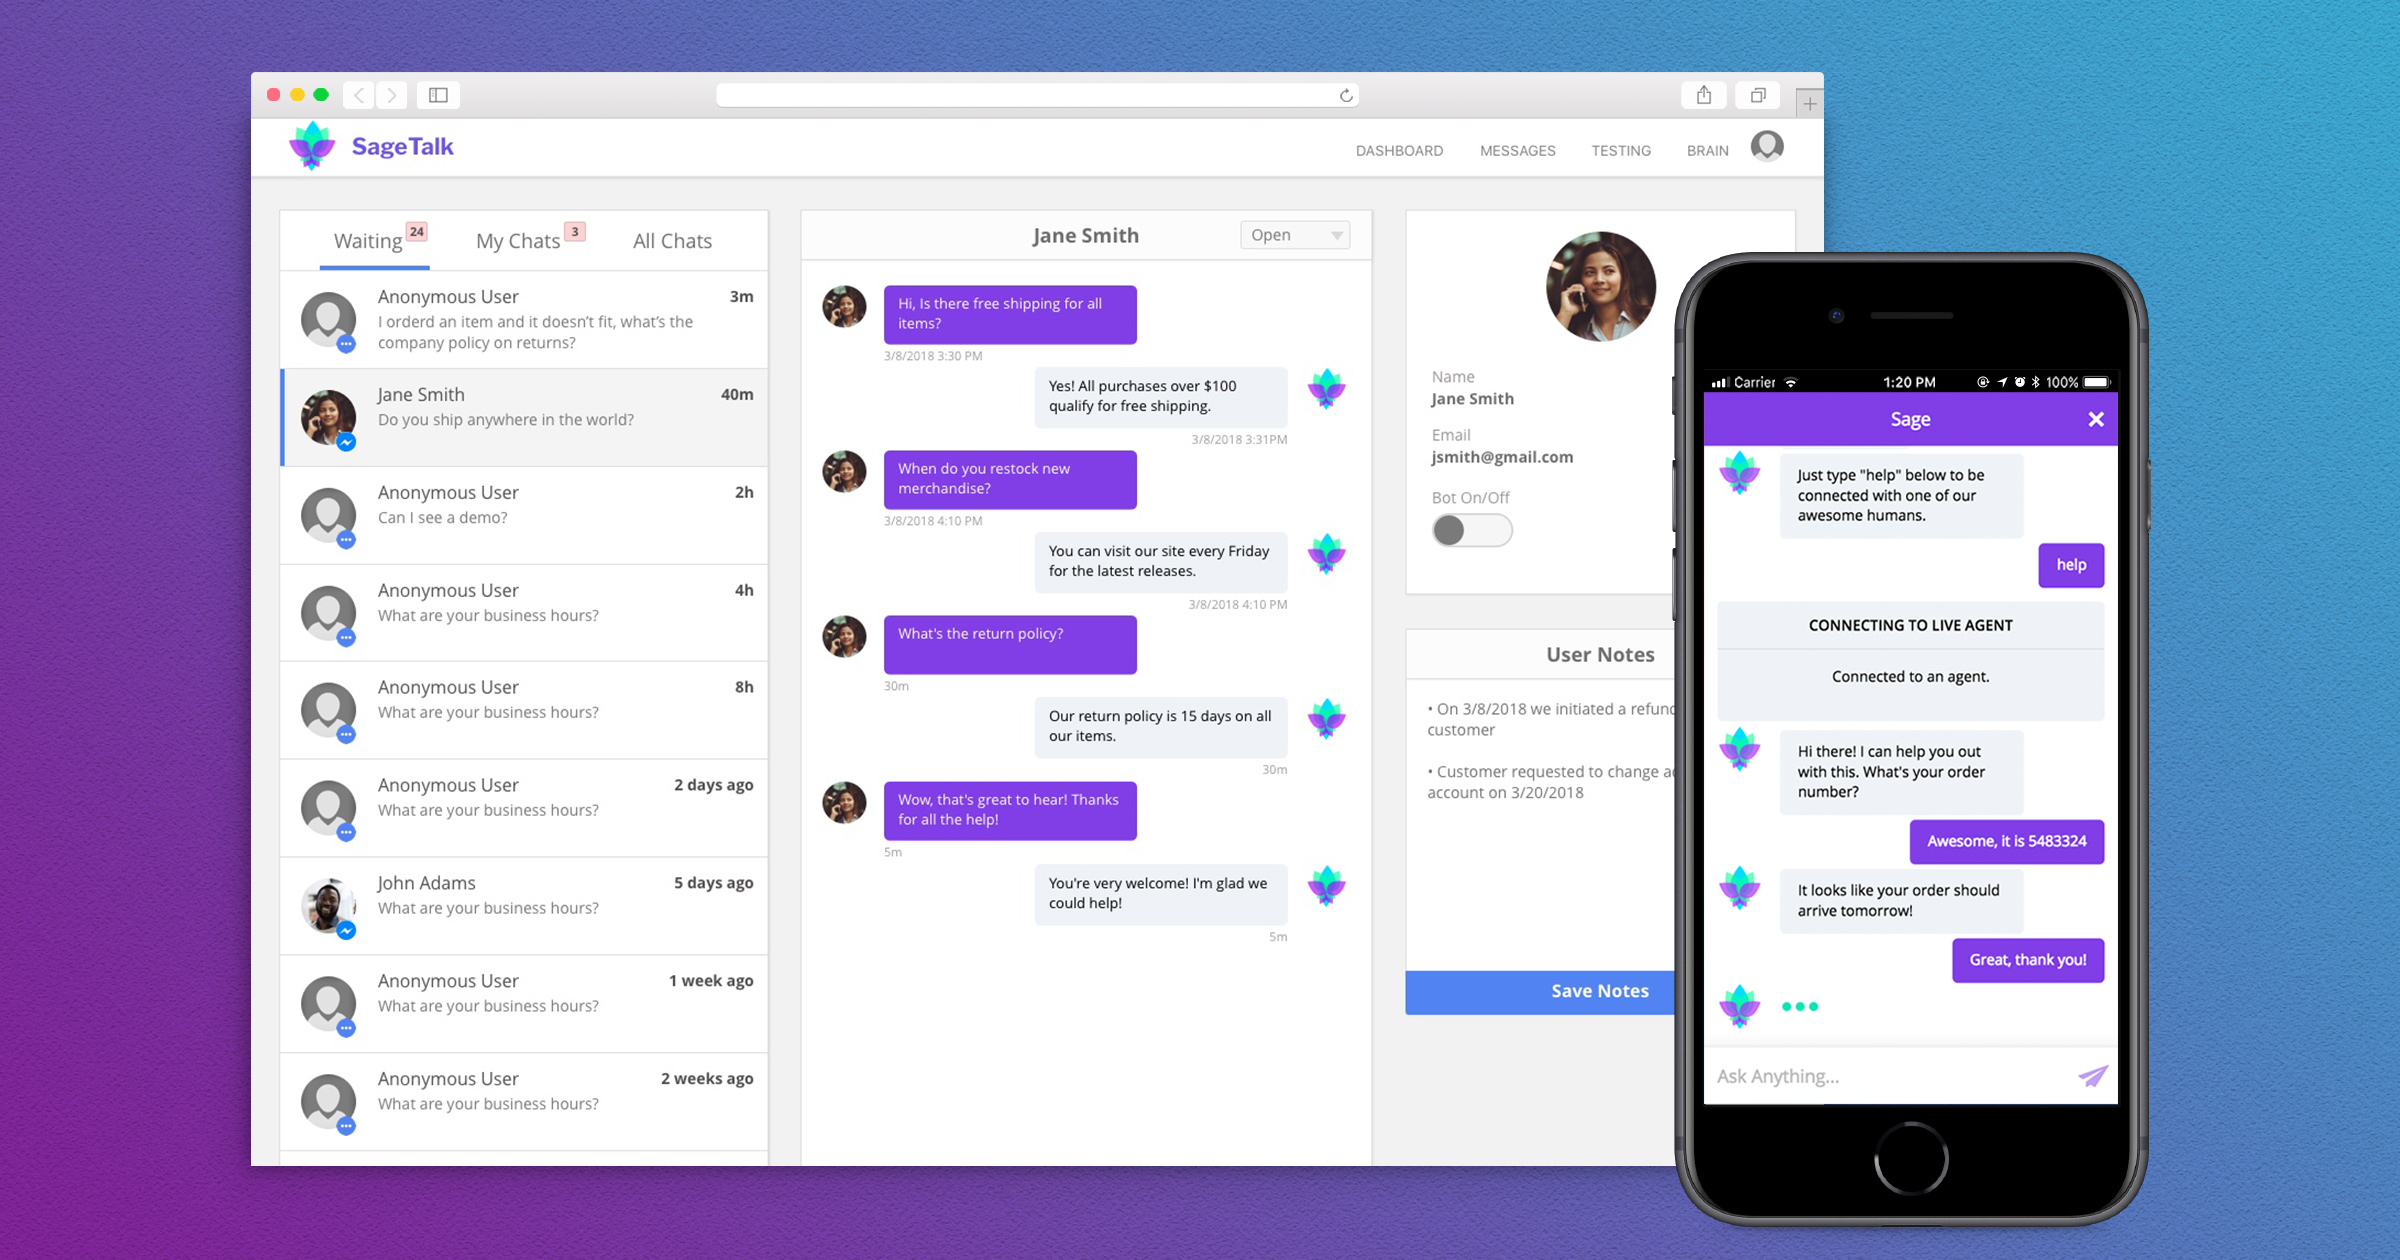 SageTalk
DASHBOARD
MESSAGES
TESTING
BRAIN
Waiting
24
My Chats
3
All Chats
Anonymous User
3m
I orderd an item and it doesn't fit, what's the
company policy on returns?
Jane Smith
40m
Do you ship anywhere in the world?
Anonymous User
2h
Can I see a demo?
Anonymous User
4h
What are your business hours?
Anonymous User
8h
What are your business hours?
Anonymous User
2 days ago
What are your business hours?
John Adams
5 days ago
What are your business hours?
Anonymous User
1 week ago
What are your business hours?
Anonymous User
2 weeks ago
What are your business hours?
Jane Smith
Open
Hi, Is there free shipping for all
items?
3/8/2018 3:30 PM
Yes! All purchases over $100
qualify for free shipping.
3/8/2018 3:31PM
When do you restock new
merchandise?
3/8/2018 4:10 PM
You can visit our site every Friday
for the latest releases.
3/8/2018 4:10 PM
What's the return policy?
30m
Our return policy is 15 days on all
our items.
30m
Wow, that's great to hear! Thanks
for all the help!
5m
You're very welcome! I'm glad we
could help!
5m
Name
Jane Smith
Email
jsmith@gmail.com
Bot On/Off
User Notes
• On 3/8/2018 we initiated a refund
customer
• Customer requested to change
account on 3/20/2018
Save Notes
Carrier
1:20 PM
100%
Sage
Just type "help" below to be
connected with one of our
awesome humans.
help
CONNECTING TO LIVE AGENT
Connected to an agent.
Hi there! I can help you out
with this. What's your order
number?
Awesome, it is 5483324
It looks like your order should
arrive tomorrow!
Great, thank you!
Ask Anything...